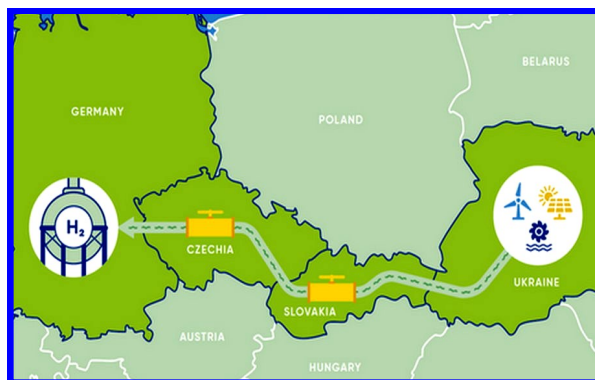 BELARUS
GERMANY
POLAND
H₂
CZECHIA
UKRAINE
SLOVAKIA
AUSTRIA
HUNGARY